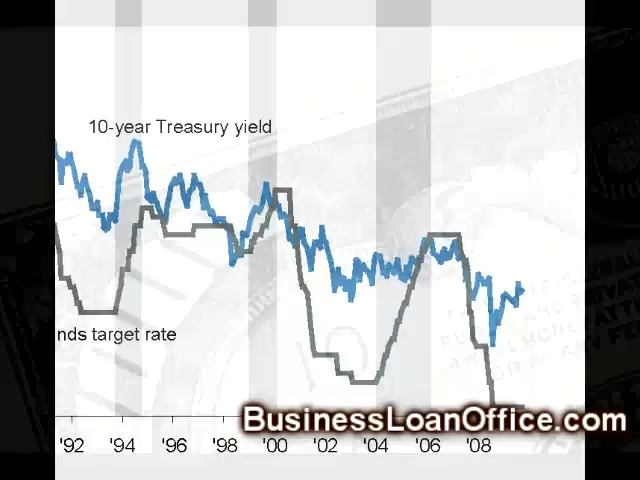 10-year Treasury yield
nds target rate
BusinessLoanOffice.com
'92 '94 '96 '98 '00 '02 '04 '06 '08